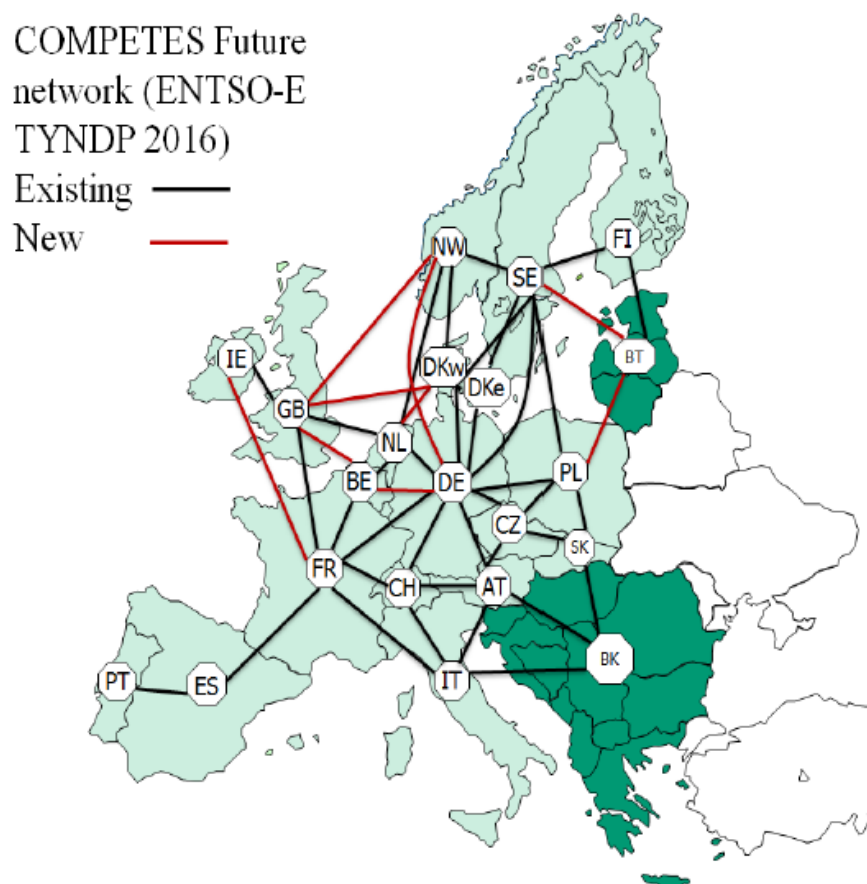 COMPETES Future
network (ENTSO-E
TYNDP 2016)
Existing
New
NW
FI
SE
IE
BT
DKw
DKe
GB
NL
BE
DE
PL
CZ
SK
FR
CH
AT
BK
PT
ES
IT